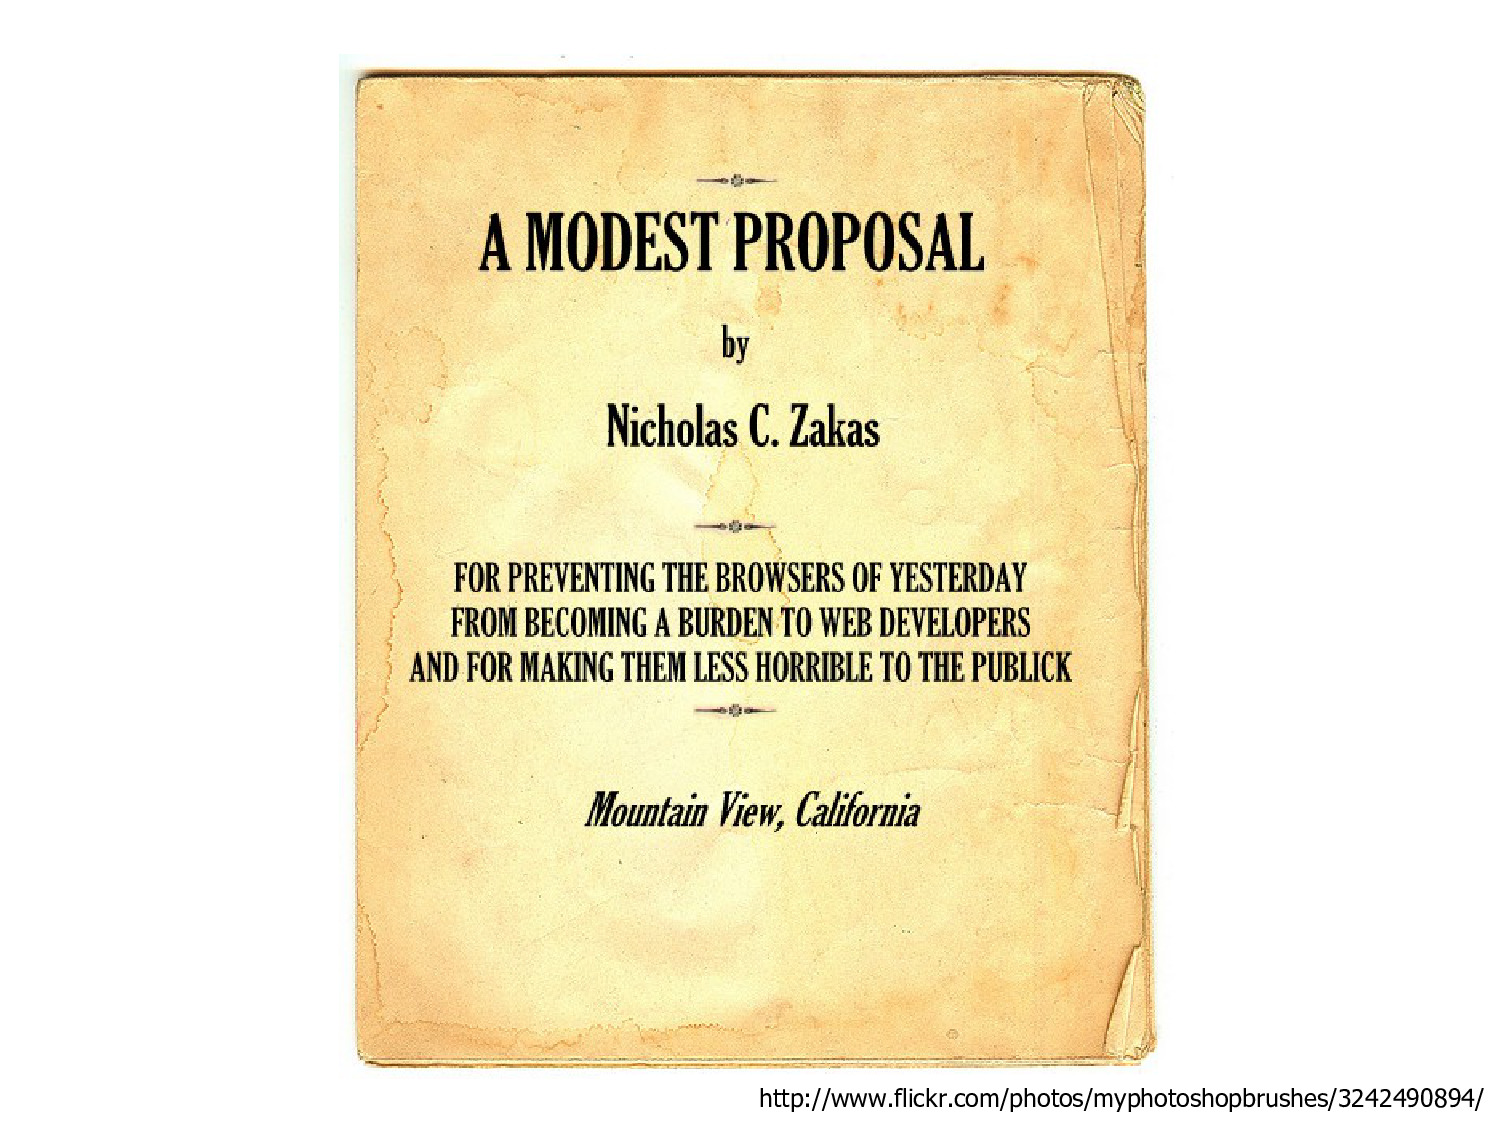 A MODEST PROPOSAL
by
Nicholas C. Zakas
FOR PREVENTING THE BROWSERS OF YESTERDAY
FROM BECOMING A BURDEN TO WEB DEVELOPERS
AND FOR MAKING THEM LESS HORRIBLE TO THE PUBLICK
Mountain View, California
http://www.flickr.com/photos/myphotoshopbrushes/3242490894/